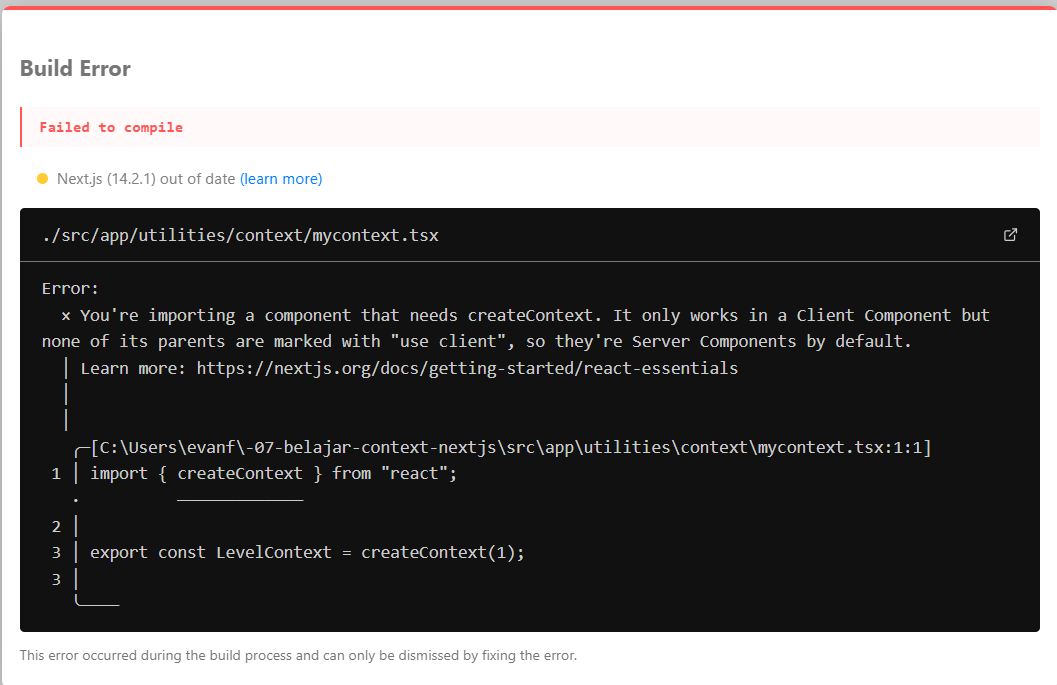 Build Error
Failed to compile
Next.js (14.2.1) out of date (learn more)
./src/app/utilities/context/mycontext.tsx
Error:
× You're importing a component that needs createContext. It only works in a Client Component but
none of its parents are marked with "use client", so they're Server Components by default.
│ Learn more: https://nextjs.org/docs/getting-started/react-essentials
│
│
╭─[C:\Users\evanf\-07-belajar-context-nextjs\src\app\utilities\context\mycontext.tsx:1:1]
1 │ import { createContext } from "react";
· ─────────────
2 │
3 │ export const LevelContext = createContext(1);
3 │
╰────
This error occurred during the build process and can only be dismissed by fixing the error.